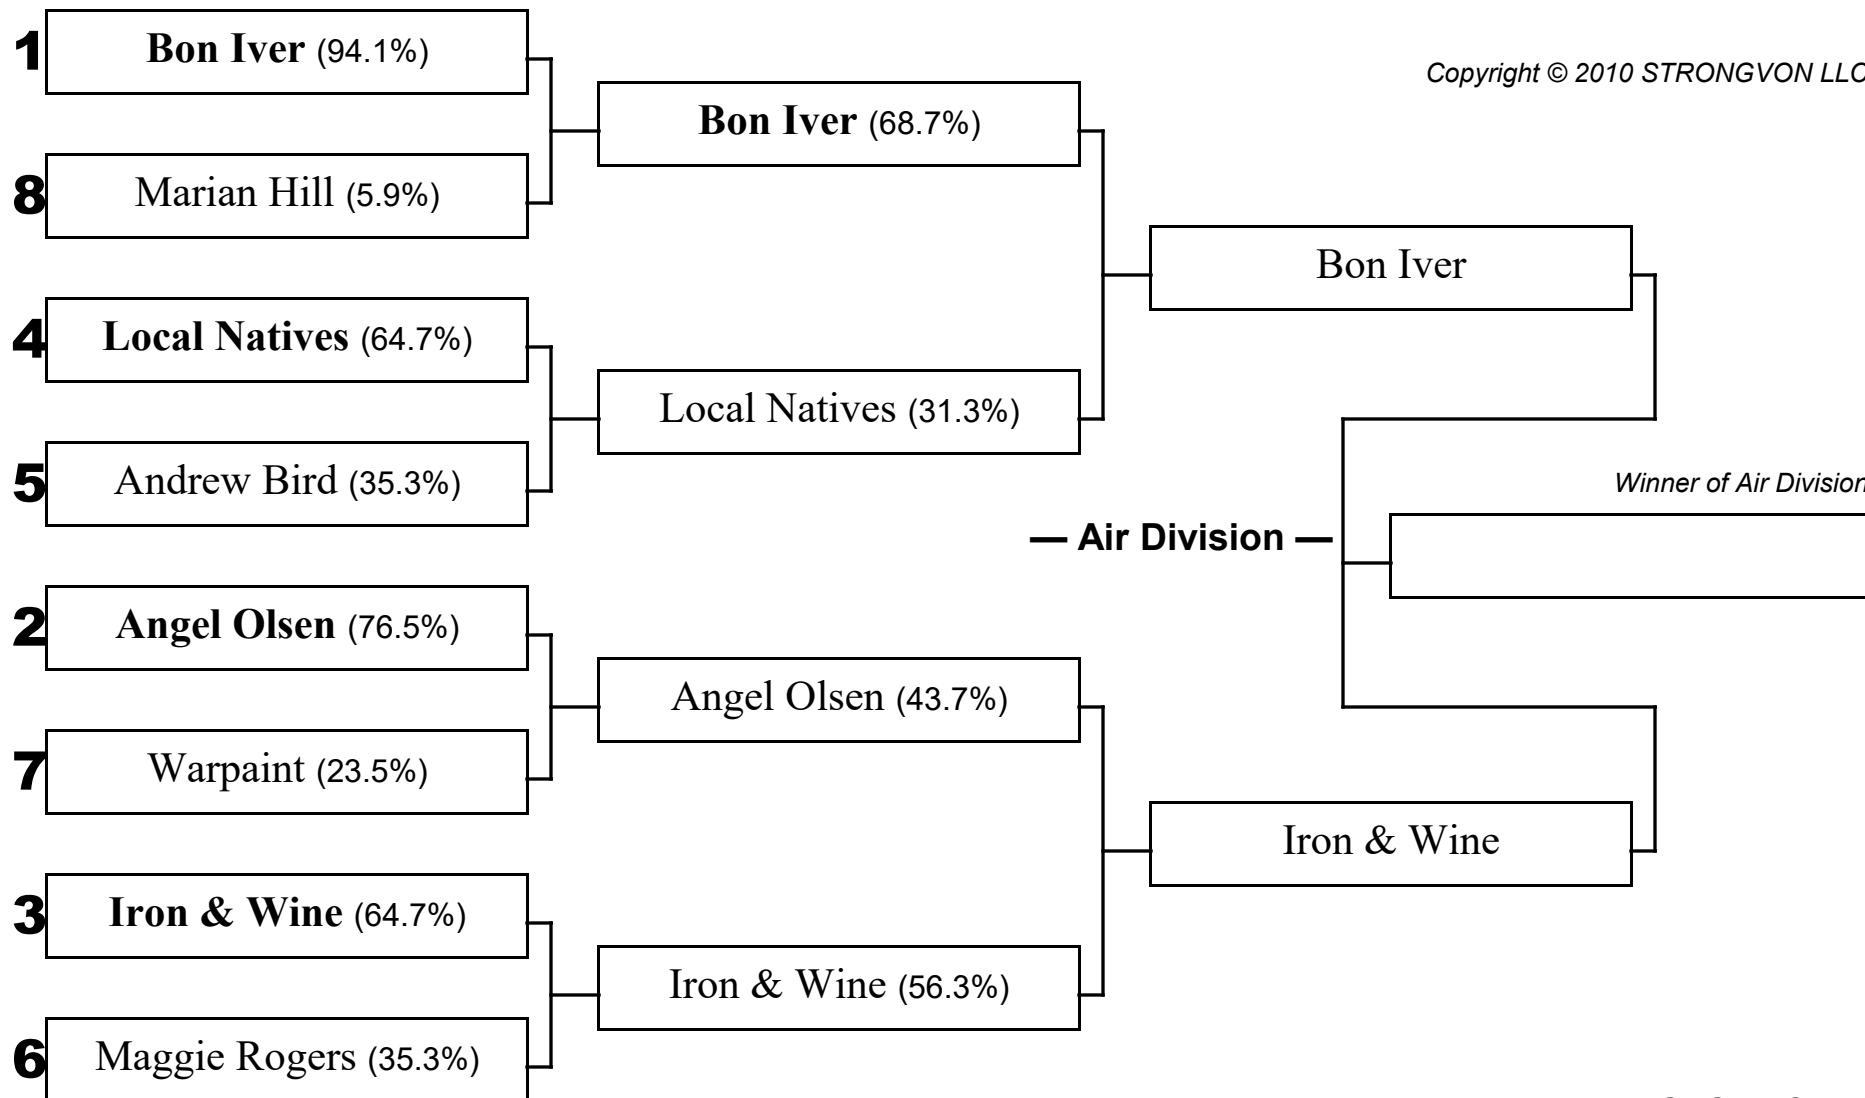 1 Bon Iver (94.1%)
8 Marian Hill (5.9%)
4 Local Natives (64.7%)
5 Andrew Bird (35.3%)
2 Angel Olsen (76.5%)
7 Warpaint (23.5%)
3 Iron & Wine (64.7%)
6 Maggie Rogers (35.3%)
Bon Iver (68.7%)
Local Natives (31.3%)
Angel Olsen (43.7%)
Iron & Wine (56.3%)
Bon Iver
Iron & Wine
— Air Division —
Copyright © 2010 STRONGVON LLC
Winner of Air Division